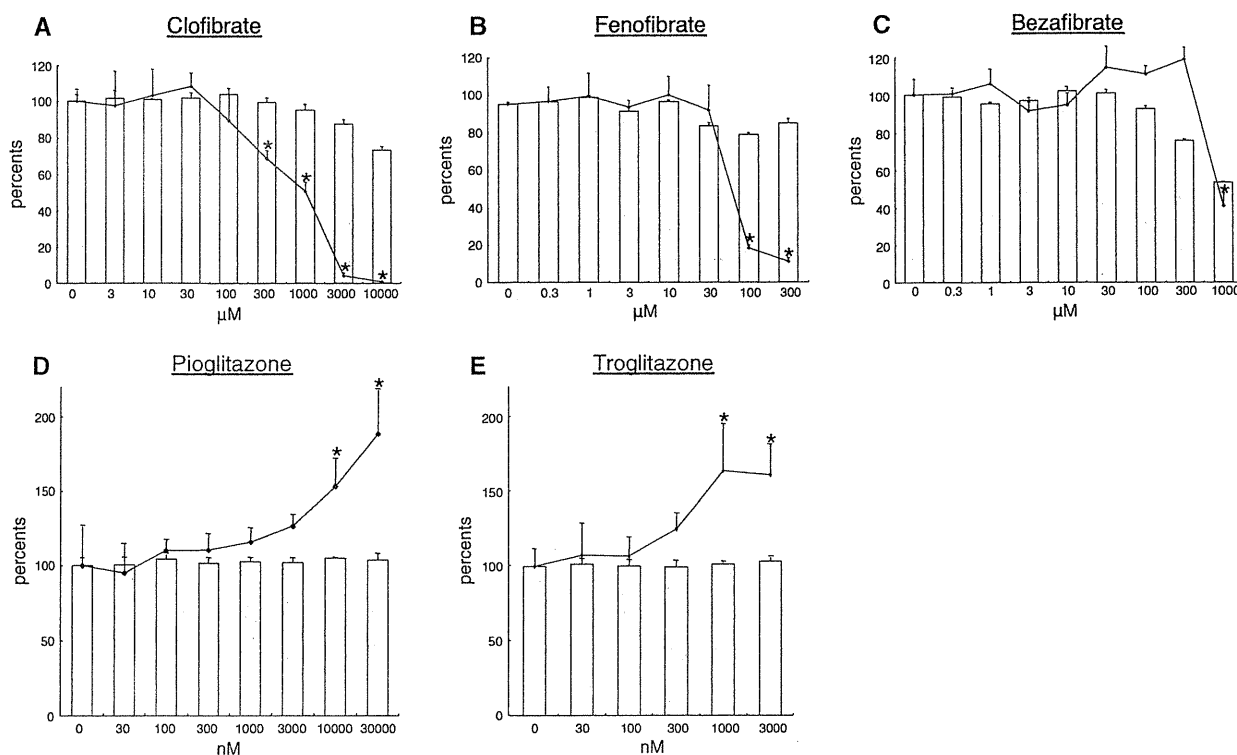 A Clofibrate
percents
120
100
80
60
40
20
0
* * * *
0 3 10 30 100 300 1000 3000 10000
µM
B Fenofibrate
percents
120
100
80
60
40
20
0
* *
0 0.3 1 3 10 30 100 300
µM
C Bezafibrate
percents
120
100
80
60
40
20
0
*
0 0.3 1 3 10 30 100 300 1000
µM
D Pioglitazone
percents
200
150
100
50
0
* *
0 30 100 300 1000 3000 10000 30000
nM
E Troglitazone
percents
200
150
100
50
0
* *
0 30 100 300 1000 3000
nM